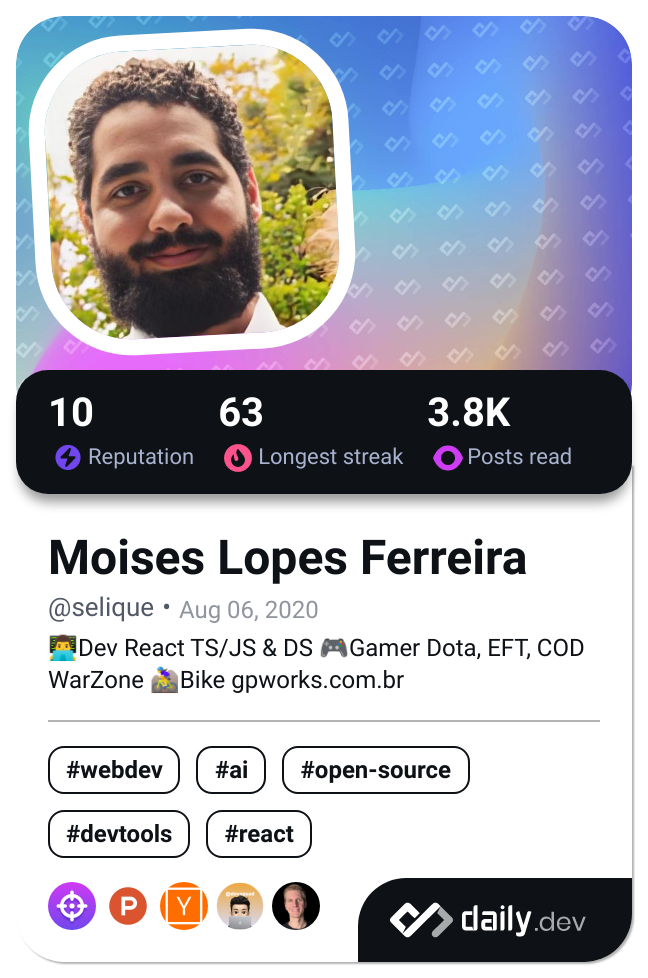 10 63 3.8K
Reputation Longest streak Posts read
Moises Lopes Ferreira
@selique • Aug 06, 2020
👨‍💻Dev React TS/JS & DS 🎮Gamer Dota, EFT, COD
WarZone 🚵‍♀️Bike gpworks.com.br
#webdev #ai #open-source
#devtools #react
P Y
daily.dev